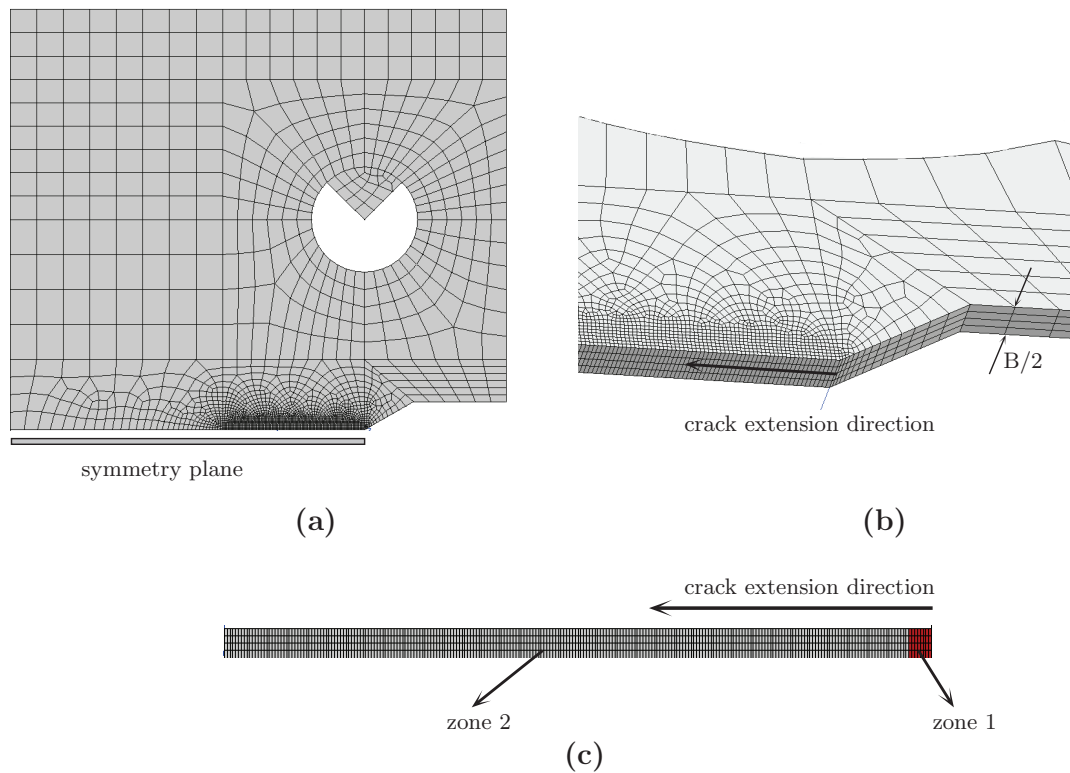 symmetry plane
(a)
B/2
crack extension direction
(b)
crack extension direction
zone 2
zone 1
(c)